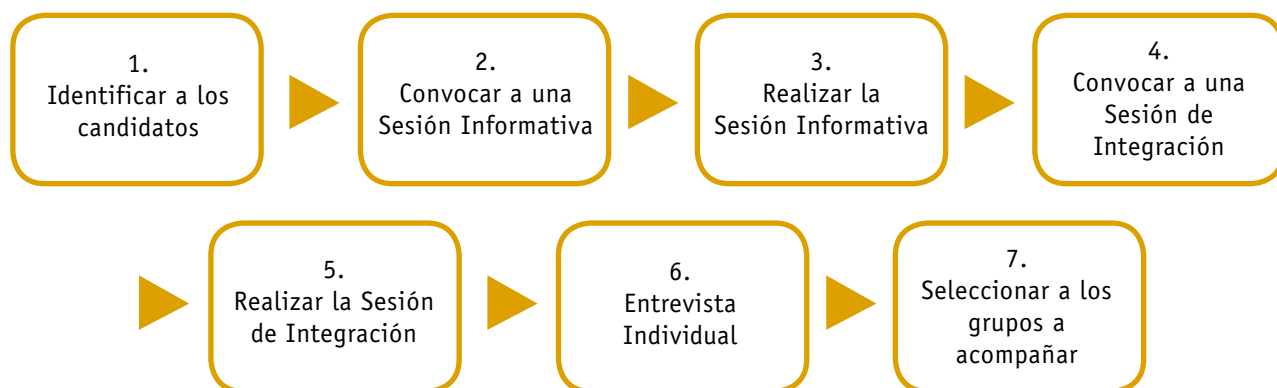 1.
Identificar a los
candidatos
2.
Convocar a una
Sesión Informativa
3.
Realizar la
Sesión Informativa
4.
Convocar a una
Sesión de
Integración
5.
Realizar la Sesión
de Integración
6.
Entrevista
Individual
7.
Seleccionar a los
grupos a
acompañar